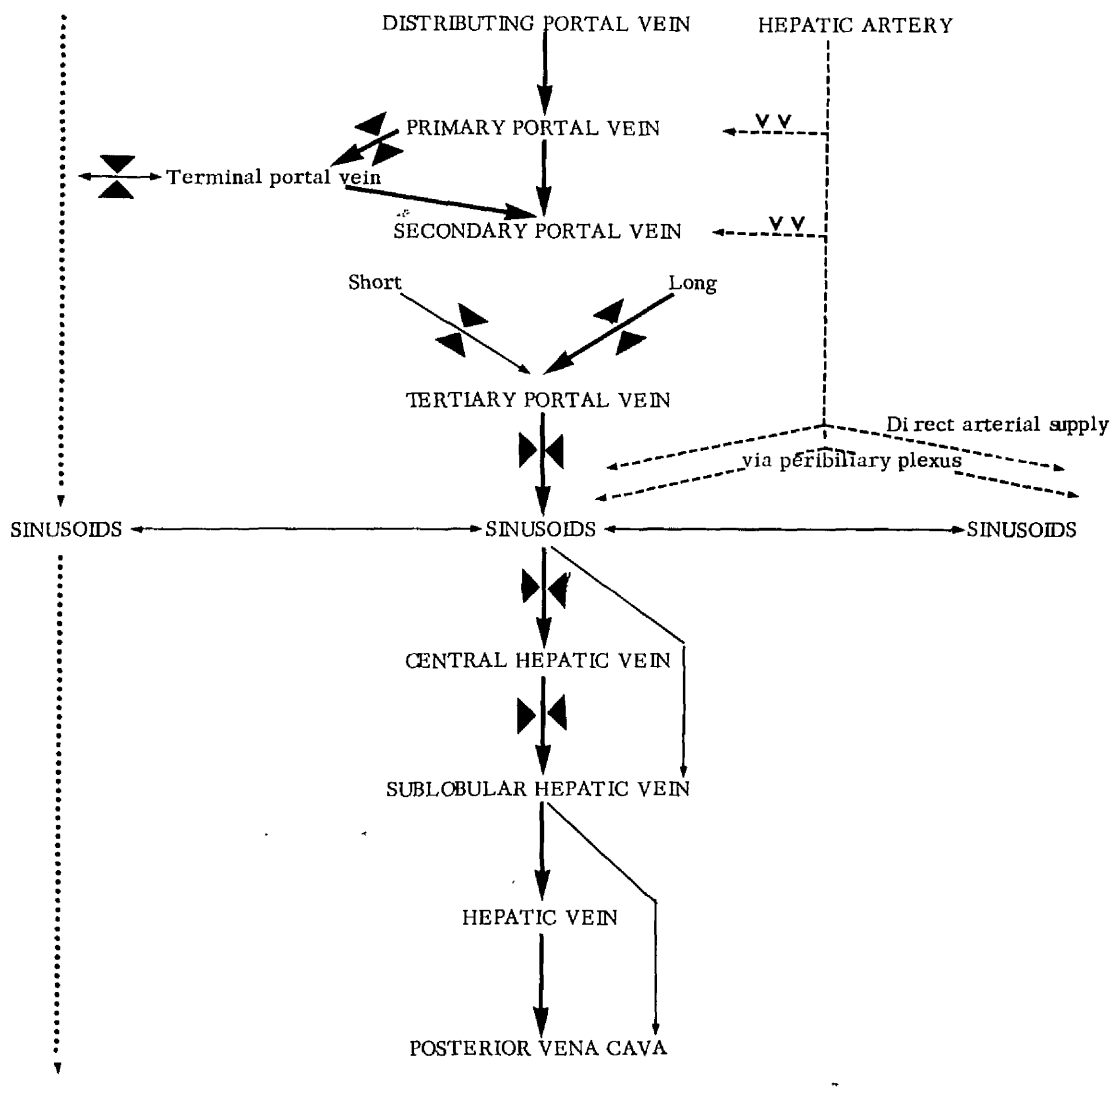 DISTRIBUTING PORTAL VEIN
HEPATIC ARTERY
PRIMARY PORTAL VEIN
V V
Terminal portal vein
SECONDARY PORTAL VEIN
V V
Short
Long
TERTIARY PORTAL VEIN
Direct arterial supply
via peribiliary plexus
SINUSOIDS
SINUSOIDS
SINUSOIDS
CENTRAL HEPATIC VEIN
SUBLOBULAR HEPATIC VEIN
HEPATIC VEIN
POSTERIOR VENA CAVA